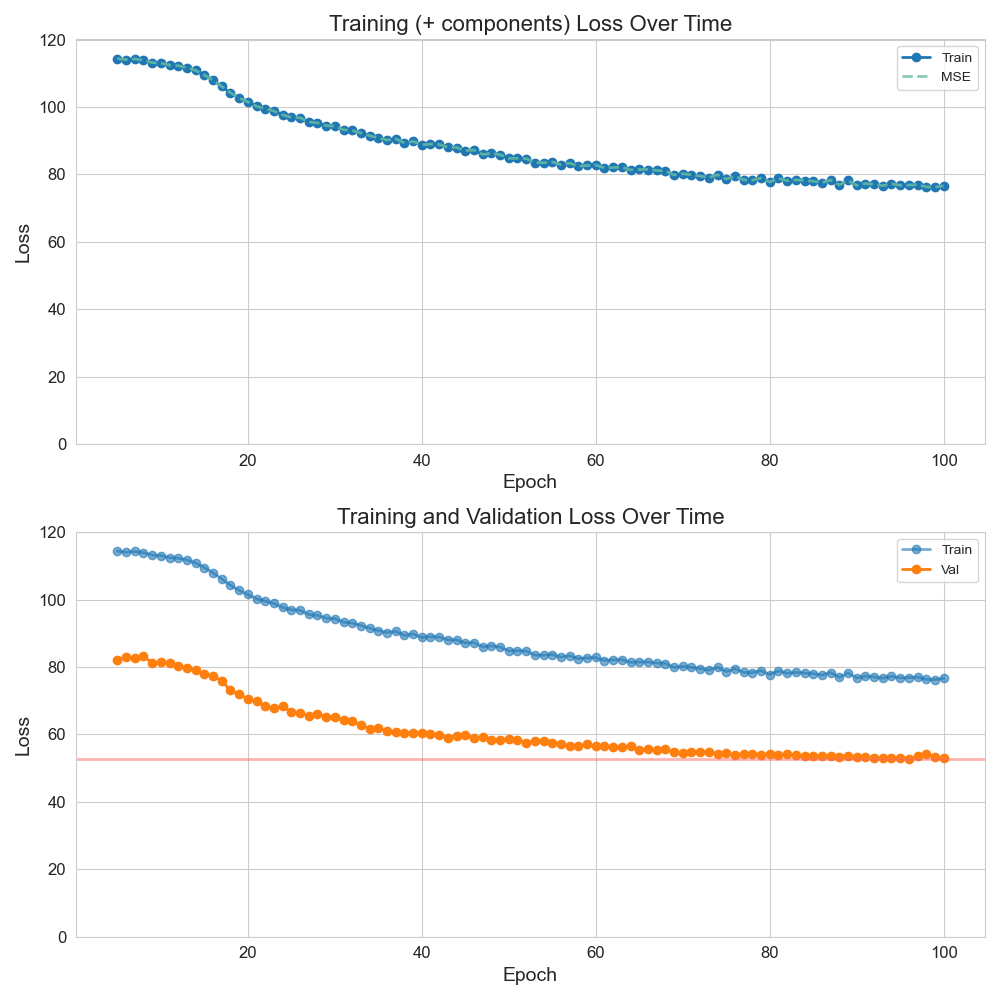 Training (+ components) Loss Over Time
120
100
80
60
40
20
0
Loss
Train
MSE
20 40 60 80 100
Epoch
Training and Validation Loss Over Time
120
100
80
60
40
20
0
Loss
Train
Val
20 40 60 80 100
Epoch